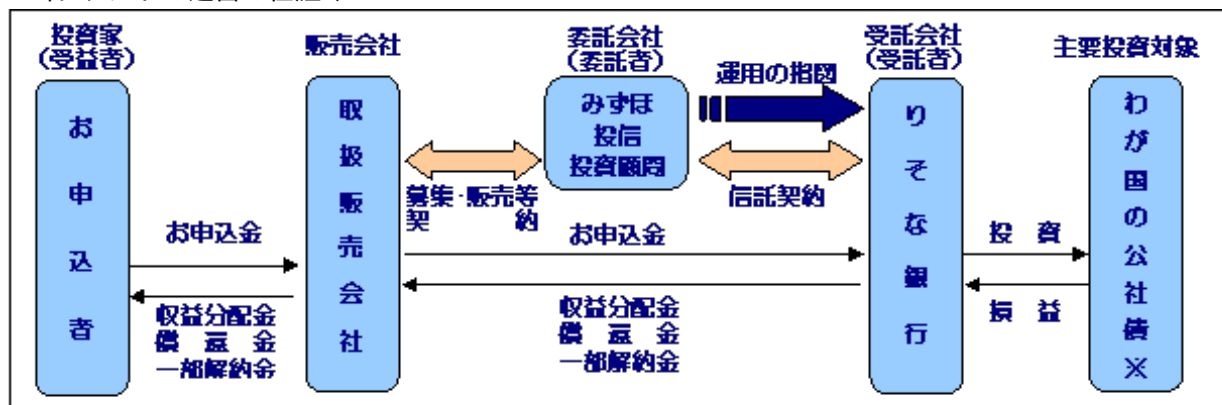 投資家
(受益者)
お申込者
販売会社
取扱販売会社
委託会社
(委託者)
みずほ
投信
投資顧問
運用の指図
受託会社
(受託者)
りそな銀行
主要投資対象
わが国の公社債※
募集・販売等
契約
信託契約
お申込金
お申込金
投資
収益分配金
償還金
一部解約金
収益分配金
償還金
一部解約金
損益